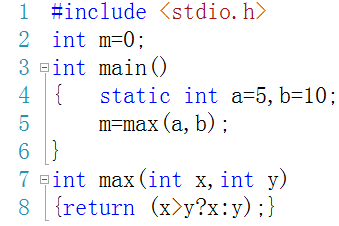 1 #include <stdio.h>
2 int m=0;
3 int main()
4 { static int a=5,b=10;
5 m=max(a,b);
6 }
7 int max(int x,int y)
8 {return (x>y?x:y);}